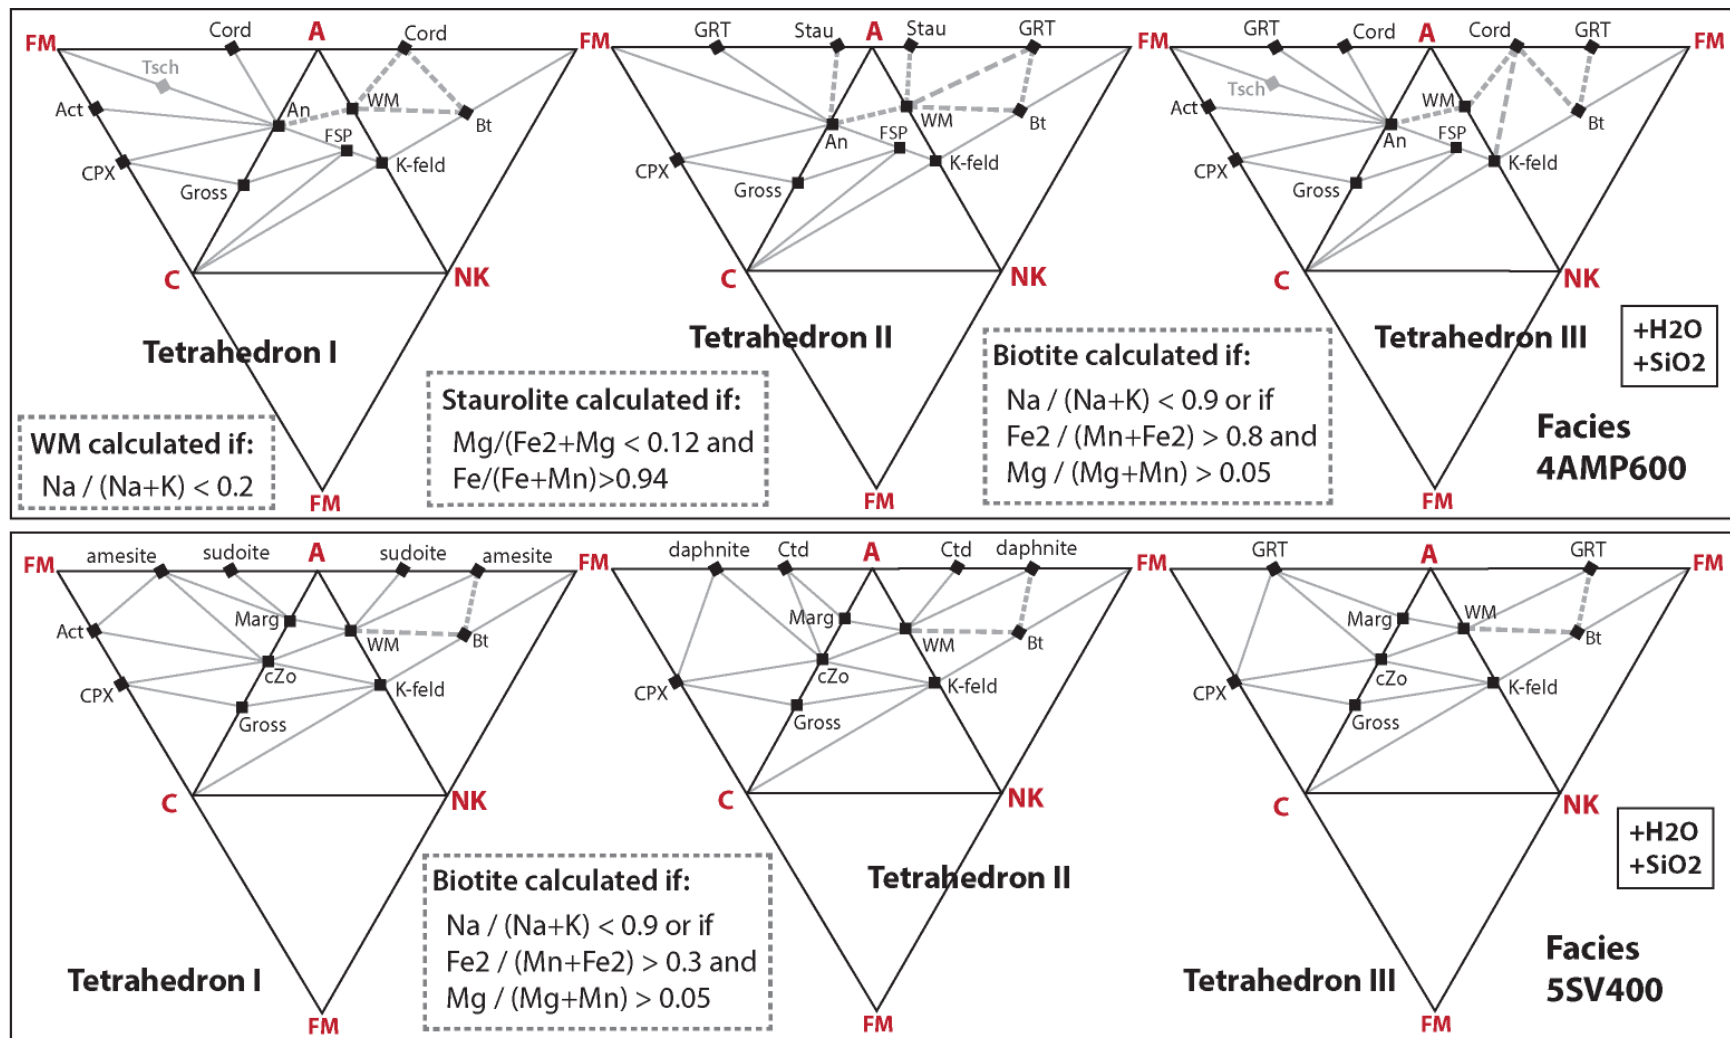 Cord
A
Cord
FM
FM
Tsch
Act
An
WM
Bt
FSP
CPX
K-feld
Gross
C
NK
Tetrahedron I
FM
WM calculated if:
Na / (Na+K) < 0.2
GRT
Stau
A
Stau
GRT
FM
An
WM
Bt
FSP
CPX
K-feld
Gross
C
NK
Tetrahedron II
FM
Staurolite calculated if:
Mg/(Fe2+Mg < 0.12 and
Fe/(Fe+Mn)>0.94
GRT
Cord
A
Cord
GRT
FM
Tsch
Act
WM
Bt
An
FSP
CPX
K-feld
Gross
C
NK
Tetrahedron III
FM
Biotite calculated if:
Na / (Na+K) < 0.9 or if
Fe2 / (Mn+Fe2) > 0.8 and
Mg / (Mg+Mn) > 0.05
+H2O
+SiO2
Facies
4AMP600
amesite
sudoite
A
sudoite
amesite
FM
FM
Marg
Act
WM
Bt
cZo
CPX
K-feld
Gross
C
NK
Tetrahedron I
FM
Biotite calculated if:
Na / (Na+K) < 0.9 or if
Fe2 / (Mn+Fe2) > 0.3 and
Mg / (Mg+Mn) > 0.05
daphnite
Ctd
A
Ctd
daphnite
FM
Marg
WM
Bt
cZo
CPX
K-feld
Gross
C
NK
Tetrahedron II
FM
GRT
A
GRT
FM
Marg
WM
Bt
cZo
CPX
K-feld
Gross
C
NK
Tetrahedron III
FM
+H2O
+SiO2
Facies
5SV400